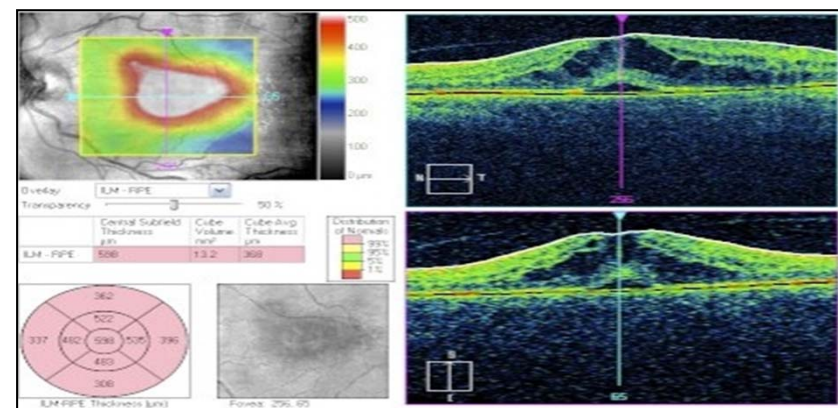 500
400
300
200
100
0 µm
Overlay ILM - RPE
Transparency 50 %
Central Subfield Thickness µm
Cube Volume mm³
Cube Avg Thickness µm
ILM - RPE 598 13.2 368
Distribution of Normals
99%
95%
5%
1%
362
522
337 482 598 535 396
483
308
ILM-RPE Thickness (µm)
Fovea: 256, 65
N T
256
S
I
65